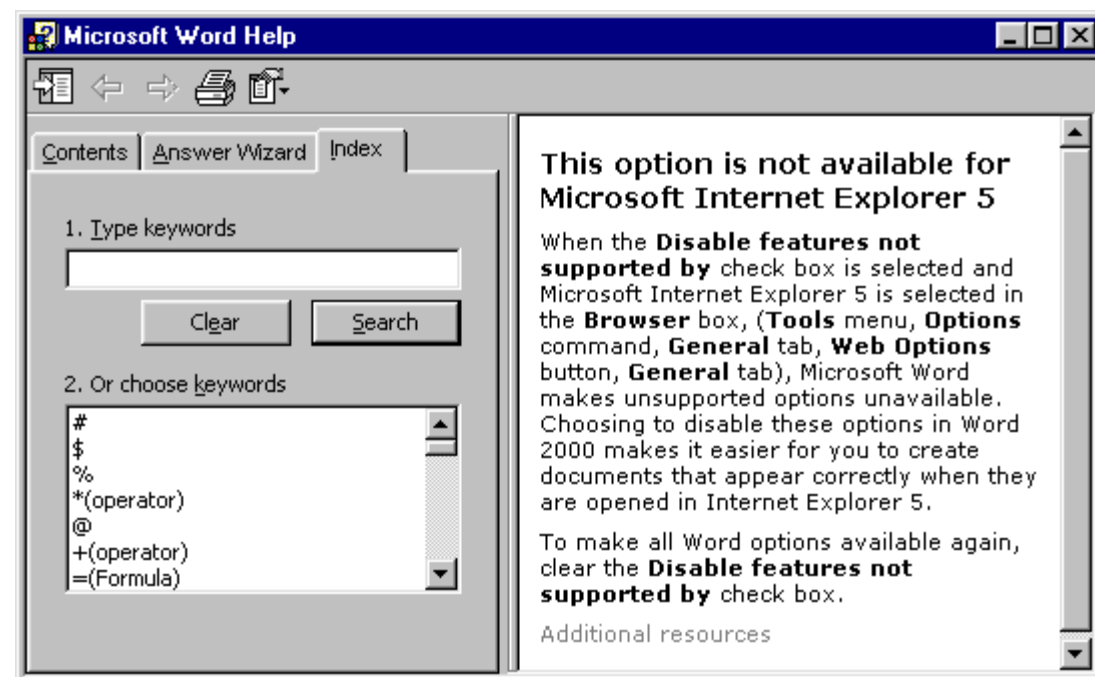 Microsoft Word Help
Contents Answer Wizard Index
1. Type keywords
Clear Search
2. Or choose keywords
#
$
%
*(operator)
@
+(operator)
=(Formula)
This option is not available for
Microsoft Internet Explorer 5
When the Disable features not
supported by check box is selected and
Microsoft Internet Explorer 5 is selected in
the Browser box, (Tools menu, Options
command, General tab, Web Options
button, General tab), Microsoft Word
makes unsupported options unavailable.
Choosing to disable these options in Word
2000 makes it easier for you to create
documents that appear correctly when they
are opened in Internet Explorer 5.
To make all Word options available again,
clear the Disable features not
supported by check box.
Additional resources